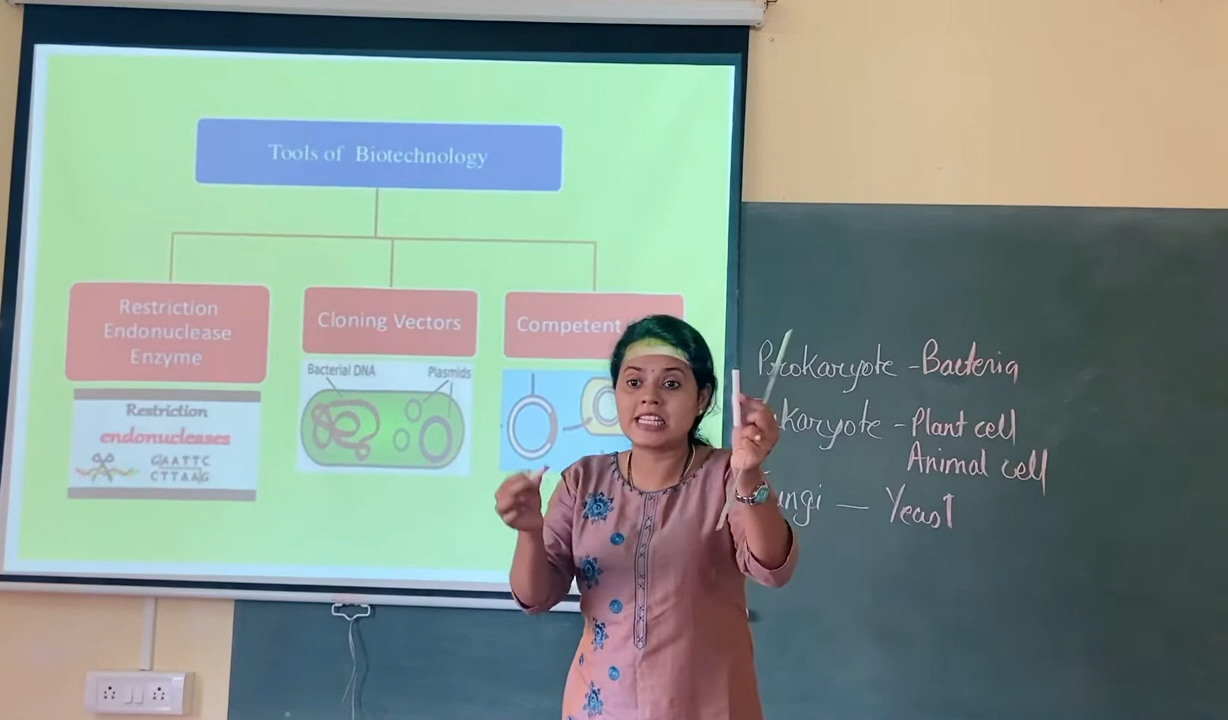 Tools of Biotechnology
Restriction
Endonuclease
Enzyme
Cloning Vectors
Competent
Restriction
endonucleases
GAATTC
CTTAAG
Bacterial DNA
Plasmids
Prokaryote - Bacteria
karyote - Plant cell
Animal cell
ungi — Yeast